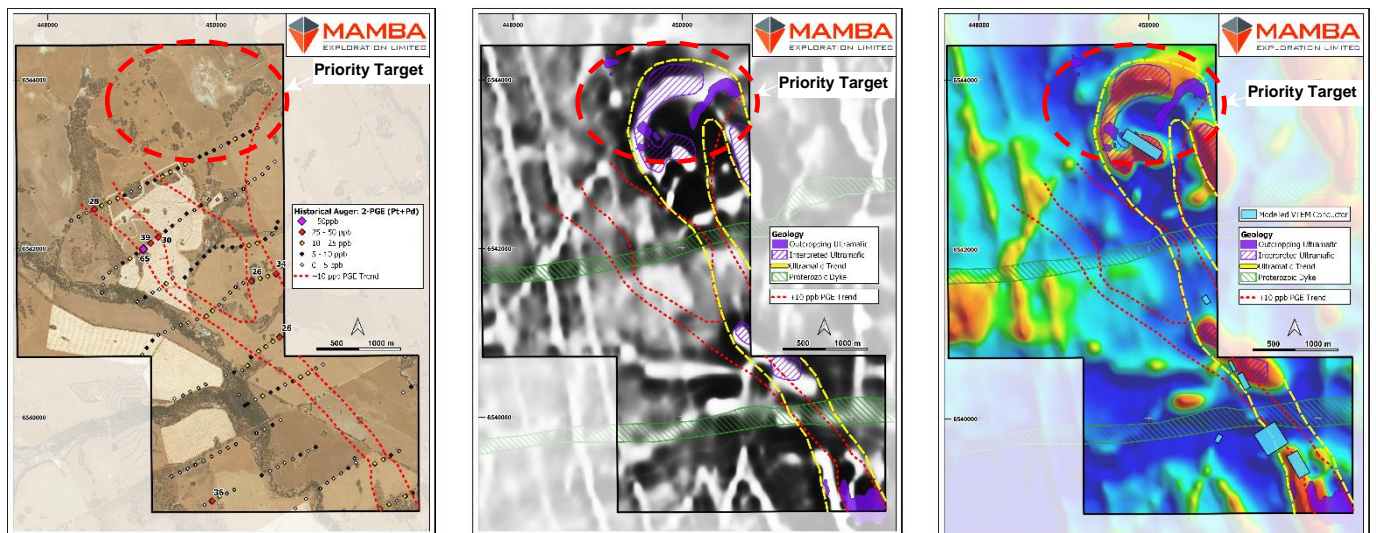 448000
450000
MAMBA
EXPLORATION LIMITED
6544000
Priority Target
28
39
30
65
6542000
26
34
26
36
Historical Auger: 2-PGE (Pt+Pd)
25 - 50 ppb
10 - 25 ppb
5 - 10 ppb
0 - 5 ppb
+10 ppb PGE Trend
500
1000 m
6540000
448000
450000
MAMBA
EXPLORATION LIMITED
6544000
Priority Target
6542000
Geology
Outcropping Ultramafic
Interpreted Ultramafic
Ultramafic Trend
Proterozoic Dyke
+10 ppb PGE Trend
500
1000 m
6540000
448000
450000
MAMBA
EXPLORATION LIMITED
6544000
Priority Target
6542000
Modelled VTEM Conductor
Geology
Outcropping Ultramafic
Interpreted Ultramafic
Ultramafic Trend
Proterozoic Dyke
+10 ppb PGE Trend
500
1000 m
6540000